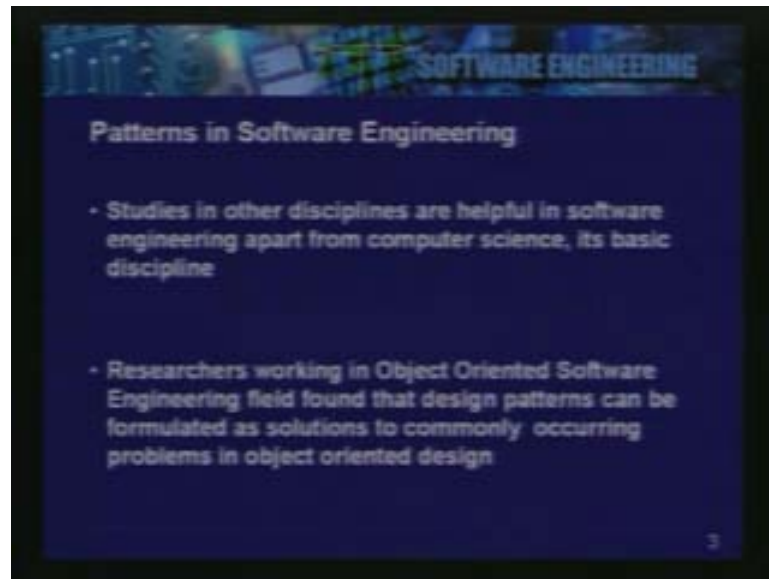 SOFTWARE ENGINEERING
Patterns in Software Engineering
• Studies in other disciplines are helpful in software
engineering apart from computer science, its basic
discipline
• Researchers working in Object Oriented Software
Engineering field found that design patterns can be
formulated as solutions to commonly occurring
problems in object oriented design
3